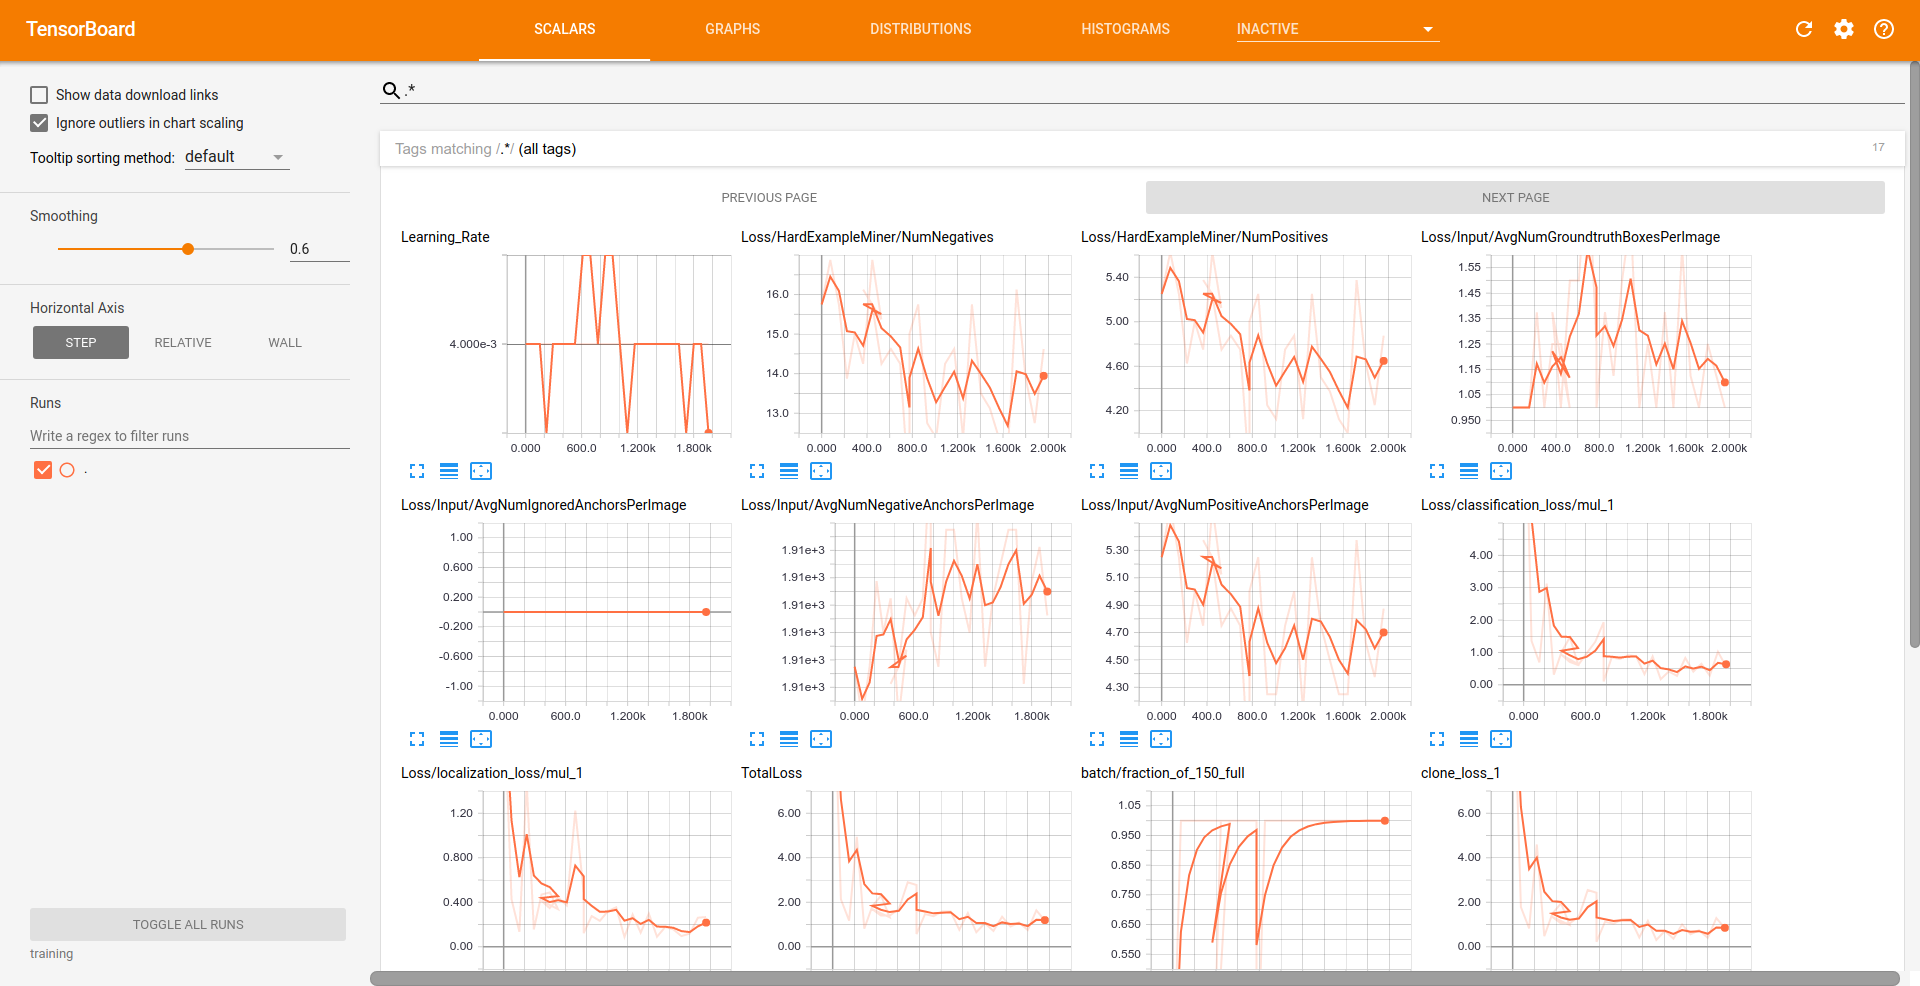 TensorBoard
SCALARS GRAPHS DISTRIBUTIONS HISTOGRAMS INACTIVE
Show data download links
Ignore outliers in chart scaling
Tooltip sorting method: default
Smoothing
0.6
Horizontal Axis
STEP RELATIVE WALL
Runs
Write a regex to filter runs
.
TOGGLE ALL RUNS
training
.*
Tags matching /.*/ (all tags) 17
PREVIOUS PAGE NEXT PAGE
Learning_Rate
4.000e-3
0.000 600.0 1.200k 1.800k
Loss/HardExampleMiner/NumNegatives
16.0
15.0
14.0
13.0
0.000 400.0 800.0 1.200k 1.600k 2.000k
Loss/HardExampleMiner/NumPositives
5.40
5.00
4.60
4.20
0.000 400.0 800.0 1.200k 1.600k 2.000k
Loss/Input/AvgNumGroundtruthBoxesPerImage
1.55
1.45
1.35
1.25
1.15
1.05
0.950
0.000 400.0 800.0 1.200k 1.600k 2.000k
Loss/Input/AvgNumIgnoredAnchorsPerImage
1.00
0.600
0.200
-0.200
-0.600
-1.00
0.000 600.0 1.200k 1.800k
Loss/Input/AvgNumNegativeAnchorsPerImage
1.91e+3
1.91e+3
1.91e+3
1.91e+3
1.91e+3
1.91e+3
0.000 600.0 1.200k 1.800k
Loss/Input/AvgNumPositiveAnchorsPerImage
5.30
5.10
4.90
4.70
4.50
4.30
0.000 400.0 800.0 1.200k 1.600k 2.000k
Loss/classification_loss/mul_1
4.00
3.00
2.00
1.00
0.00
0.000 600.0 1.200k 1.800k
Loss/localization_loss/mul_1
1.20
0.800
0.400
0.00
TotalLoss
6.00
4.00
2.00
0.00
batch/fraction_of_150_full
1.05
0.950
0.850
0.750
0.650
0.550
clone_loss_1
6.00
4.00
2.00
0.00